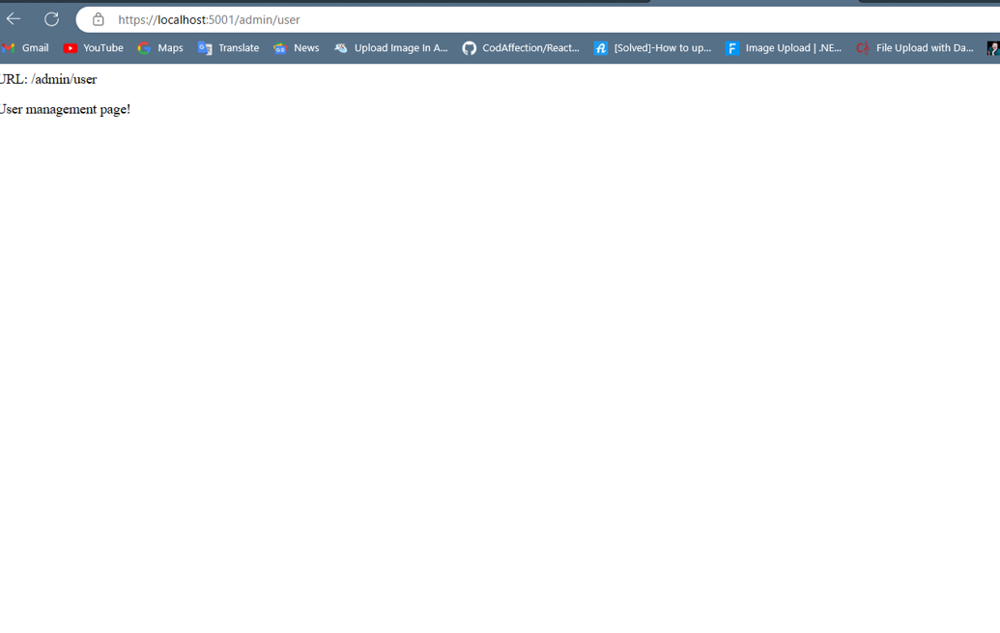 https://localhost:5001/admin/user
Gmail YouTube Maps Translate News Upload Image In A... CodAffection/React... [Solved]-How to up... Image Upload | .NE... File Upload with Da...
URL: /admin/user
User management page!